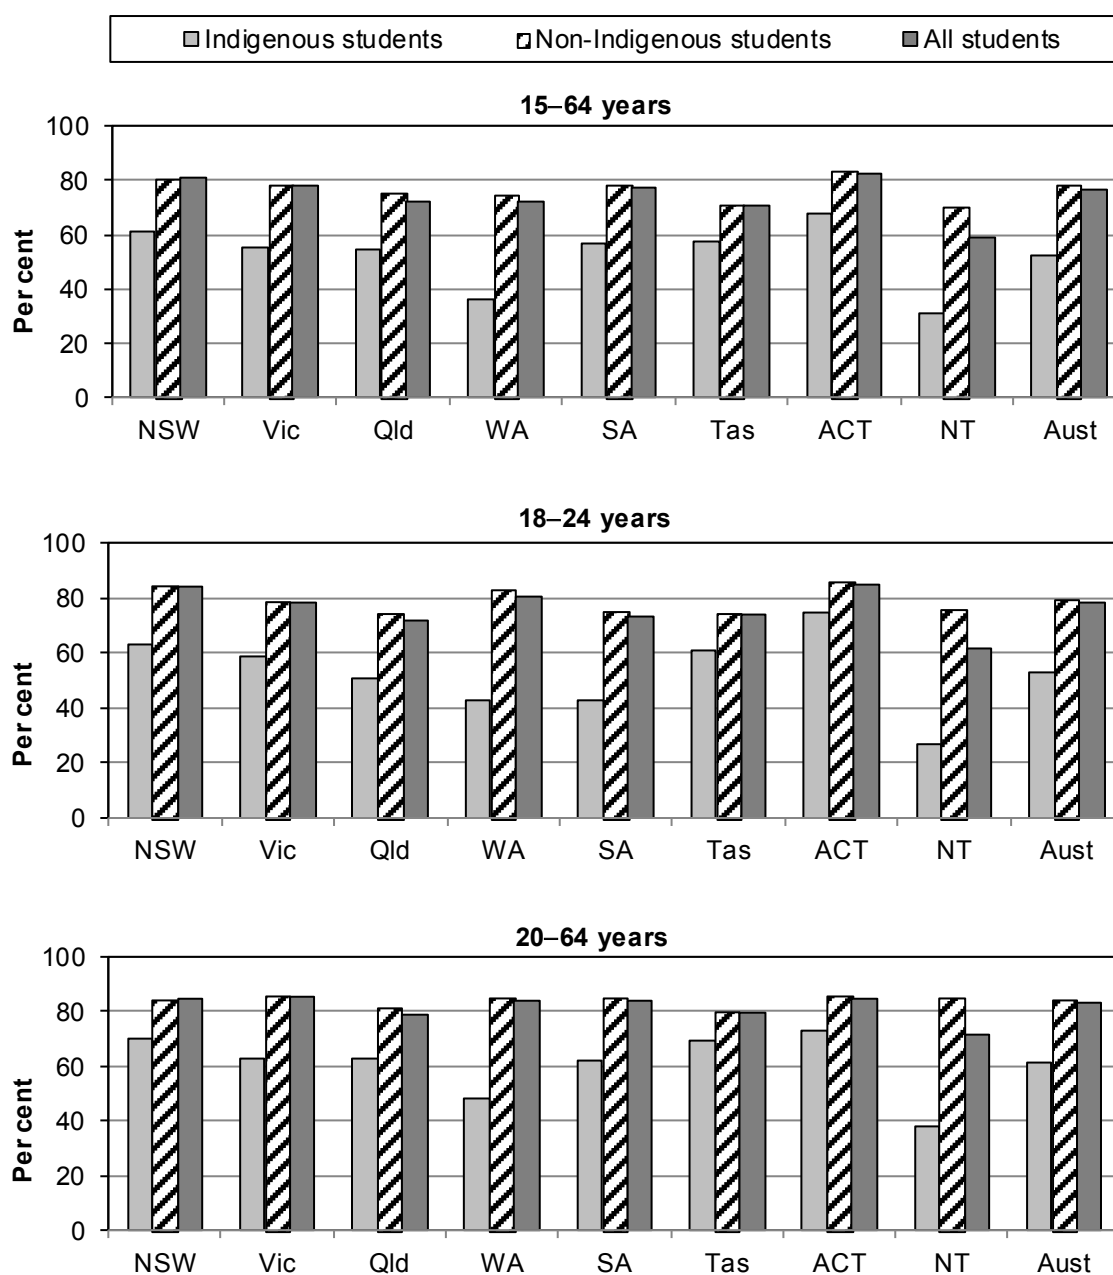 Indigenous students Non-Indigenous students All students
15–64 years
100
80
60
40
20
0
Per cent
NSW Vic Qld WA SA Tas ACT NT Aust
18–24 years
100
80
60
40
20
0
Per cent
NSW Vic Qld WA SA Tas ACT NT Aust
20–64 years
100
80
60
40
20
0
Per cent
NSW Vic Qld WA SA Tas ACT NT Aust